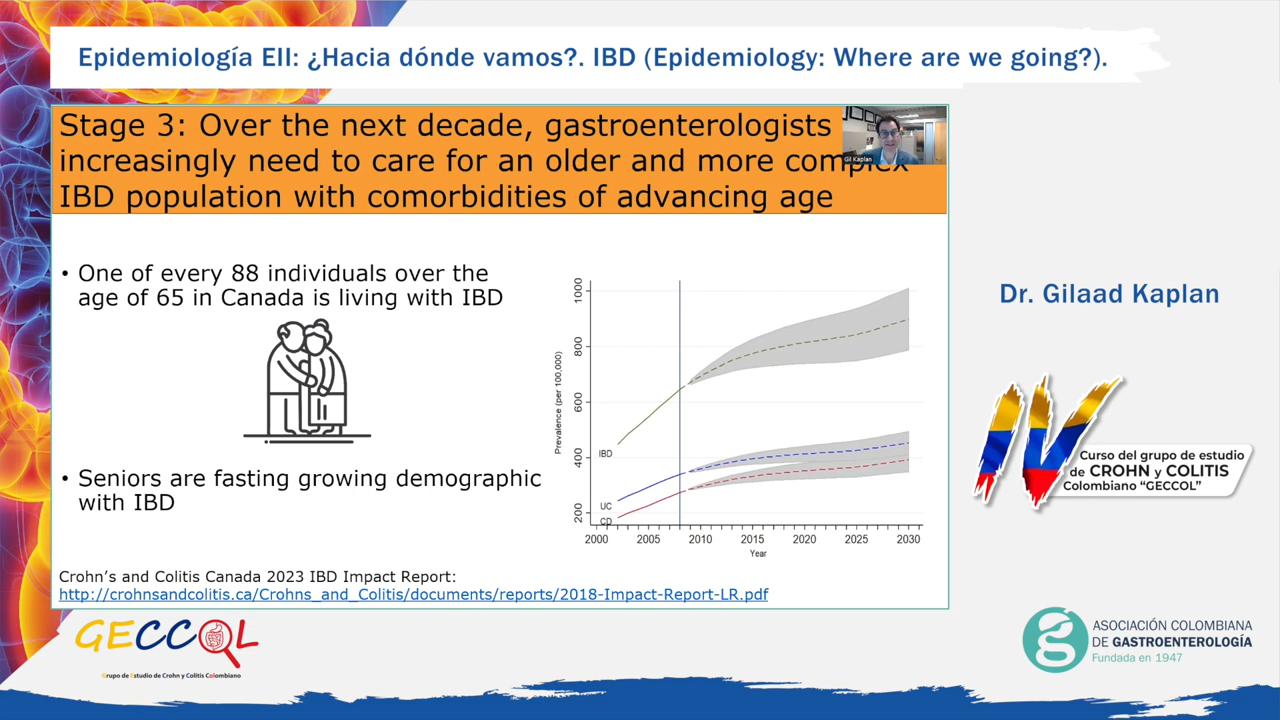 Epidemiología EII: ¿Hacia dónde vamos?. IBD (Epidemiology: Where are we going?).
Stage 3: Over the next decade, gastroenterologists
increasingly need to care for an older and more complex
IBD population with comorbidities of advancing age
Gil Kaplan
• One of every 88 individuals over the
age of 65 in Canada is living with IBD
• Seniors are fasting growing demographic
with IBD
Prevalence (per 100,000)
1000
800
600
400
200
IBD
UC
CD
2000 2005 2010 2015 2020 2025 2030
Year
Crohn's and Colitis Canada 2023 IBD Impact Report:
http://crohnsandcolitis.ca/Crohns_and_Colitis/documents/reports/2018-Impact-Report-LR.pdf
Dr. Gilaad Kaplan
IV
Curso del grupo de estudio
de CROHN y COLITIS
Colombiano “GECCOL”
GECCOL
Grupo de Estudio de Crohn y Colitis Colombiano
ASOCIACIÓN COLOMBIANA
DE GASTROENTEROLOGÍA
Fundada en 1947